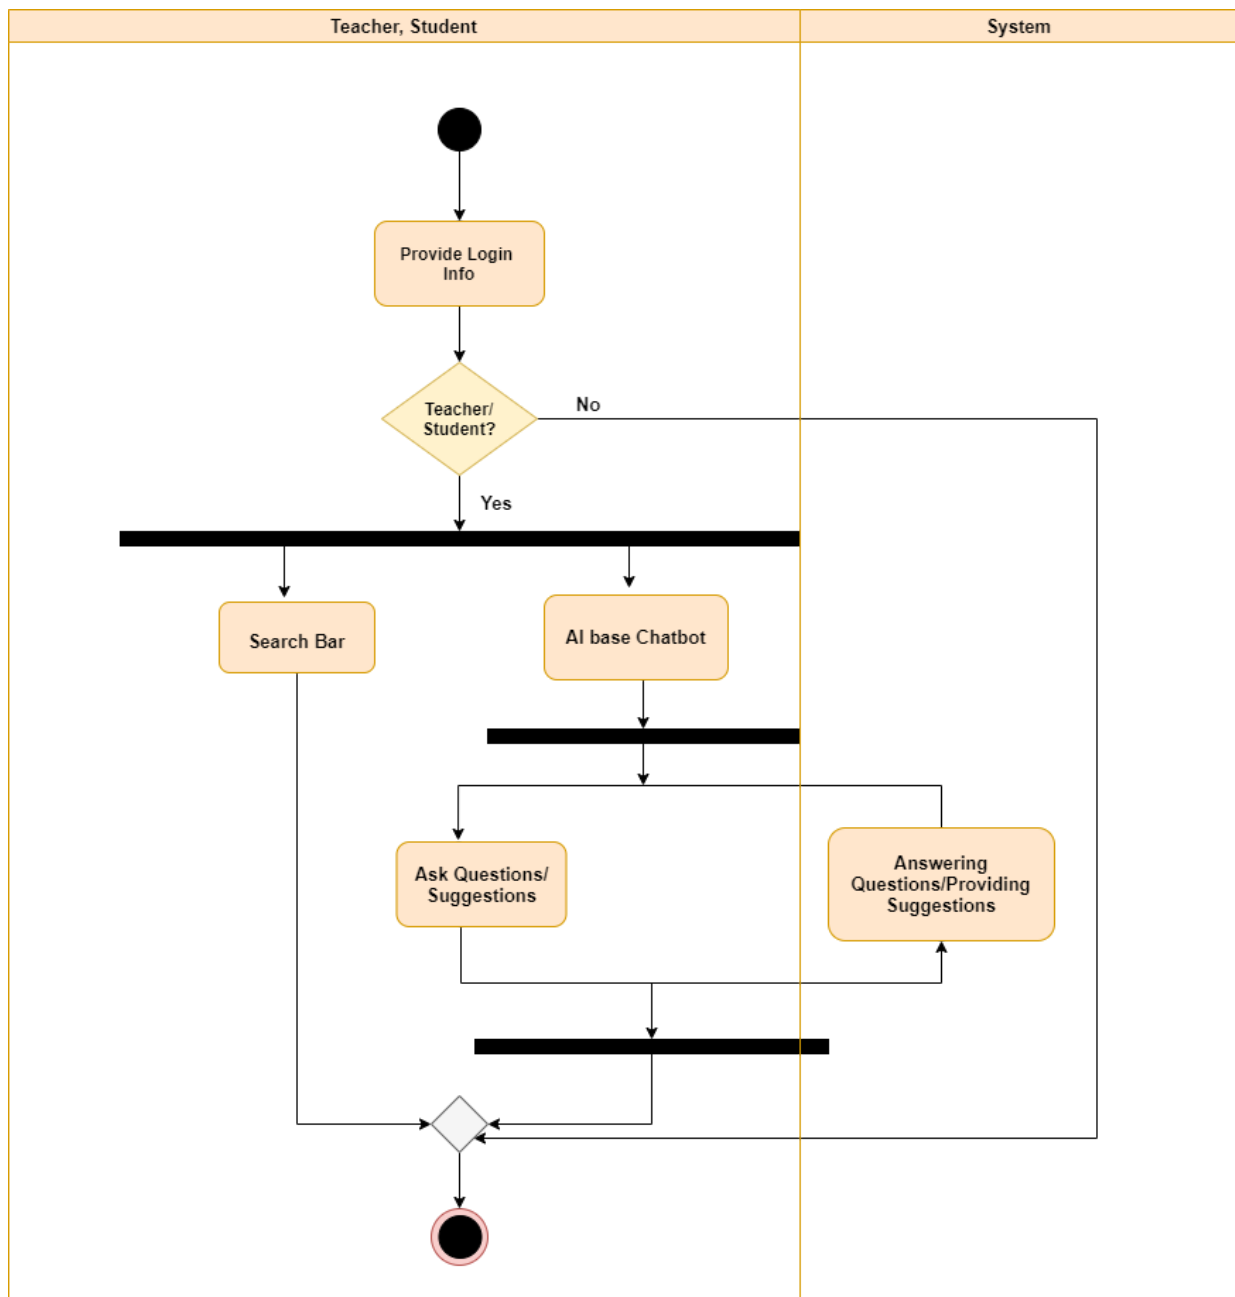 Teacher, Student
System
Provide Login
Info
Teacher/
Student?
No
Yes
Search Bar
AI base Chatbot
Ask Questions/
Suggestions
Answering
Questions/Providing
Suggestions